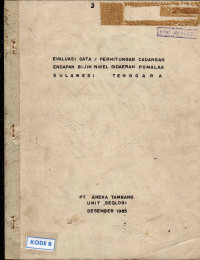 3
EVALUASI DATA / PERHITUNGAN CADANGAN
ENDAPAN BIJIH NIKEL DIDAERAH POMALAA
SULAWESI TENGGARA
PT ANEKA TAMBANG
UNIT GEOLOGI
DESEMBER 1985
KODE B